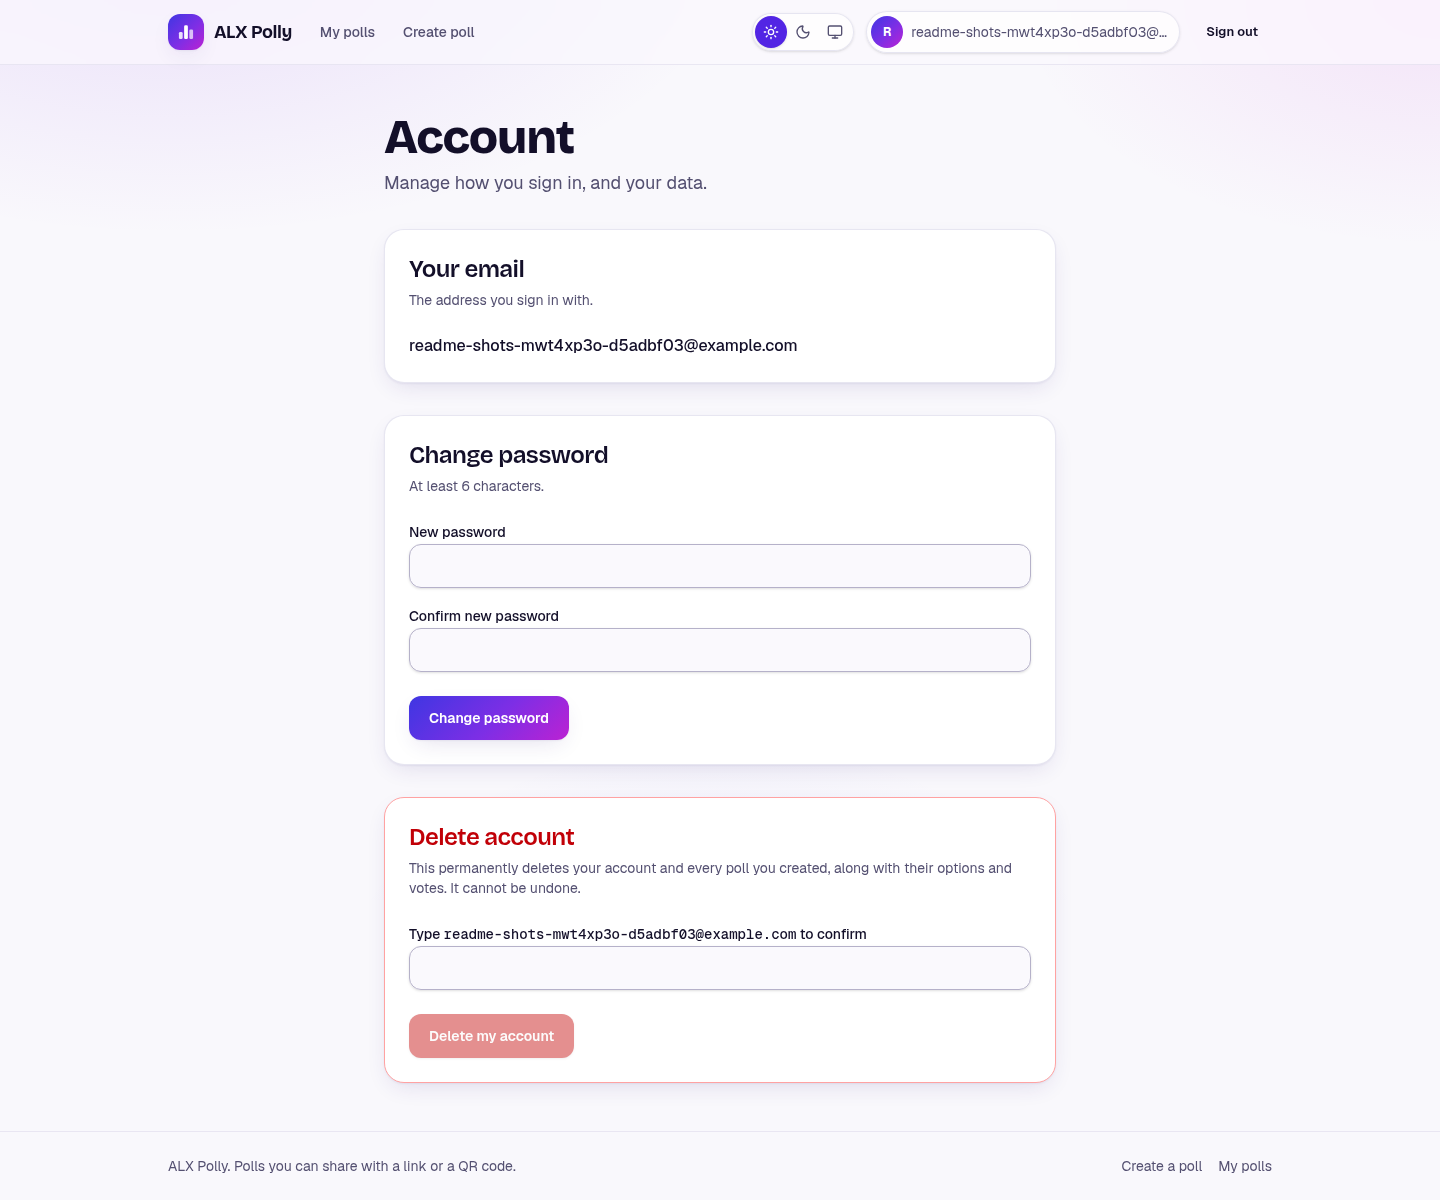 ALX Polly
My polls
Create poll
R
readme-shots-mwt4xp3o-d5adbf03@...
Sign out
Account
Manage how you sign in, and your data.
Your email
The address you sign in with.
readme-shots-mwt4xp3o-d5adbf03@example.com
Change password
At least 6 characters.
New password
Confirm new password
Change password
Delete account
This permanently deletes your account and every poll you created, along with their options and
votes. It cannot be undone.
Type readme-shots-mwt4xp3o-d5adbf03@example.com to confirm
Delete my account
ALX Polly. Polls you can share with a link or a QR code.
Create a poll
My polls